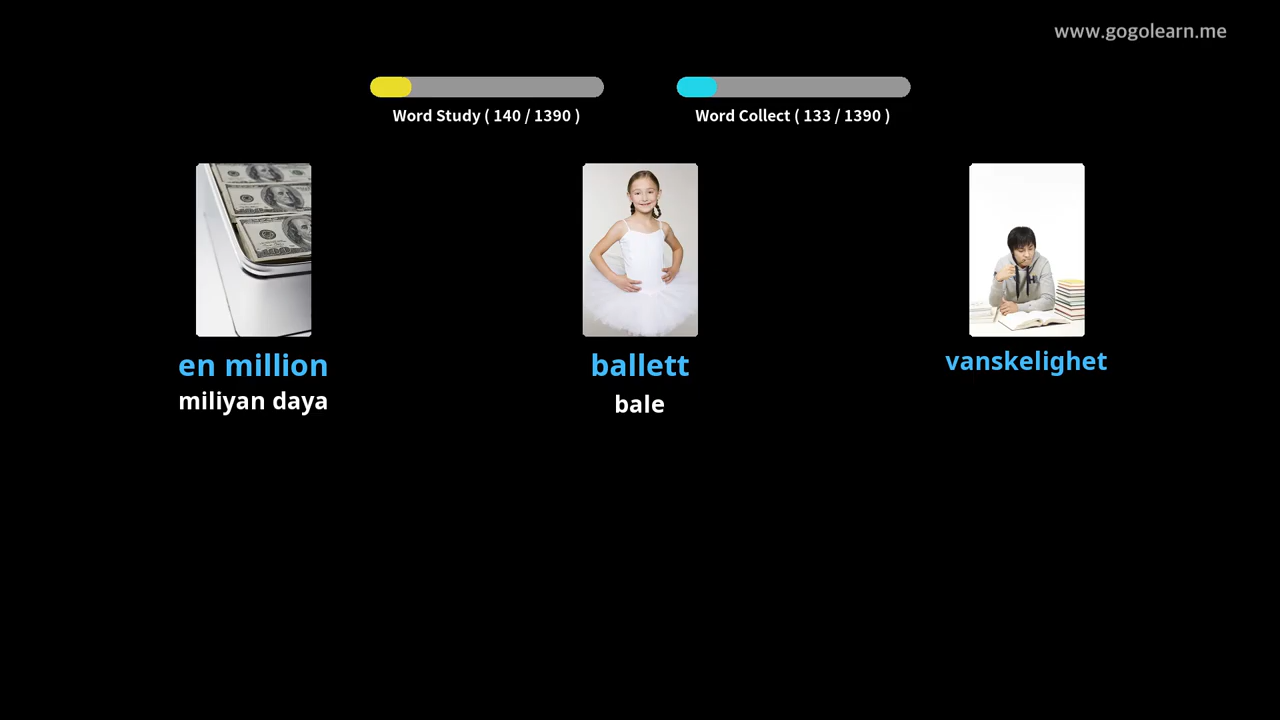 www.gogolearn.me
Word Study ( 140 / 1390 )
Word Collect ( 133 / 1390 )
en million
miliyan daya
ballett
bale
vanskelighet